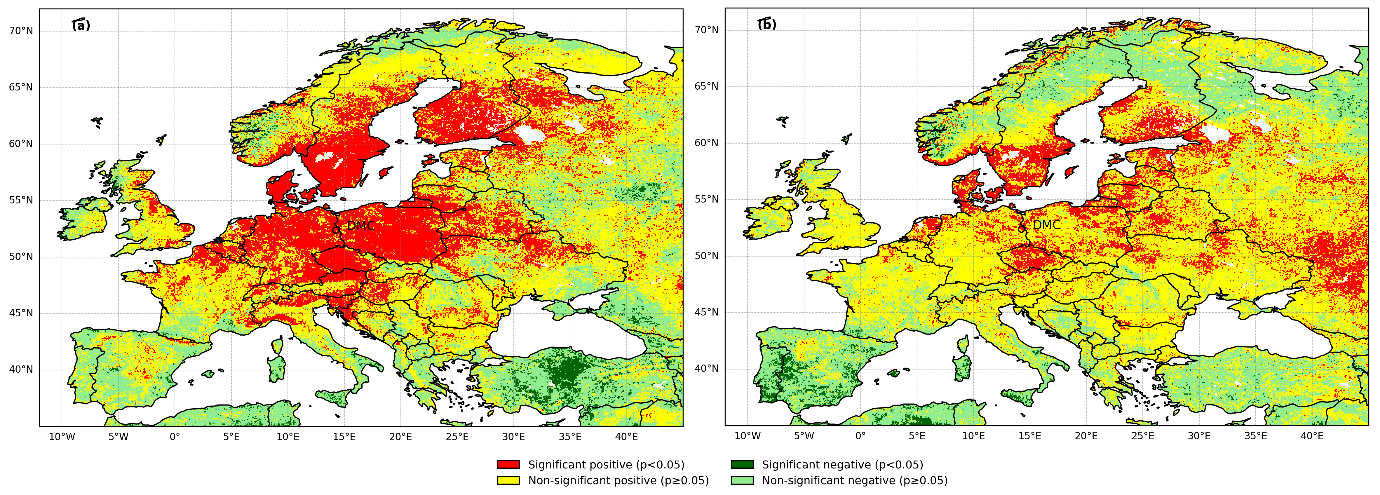 (a)
(b)
70°N
65°N
60°N
55°N
50°N
45°N
40°N
DMC
10°W 5°W 0° 5°E 10°E 15°E 20°E 25°E 30°E 35°E 40°E
70°N
65°N
60°N
55°N
50°N
45°N
40°N
DMC
10°W 5°W 0° 5°E 10°E 15°E 20°E 25°E 30°E 35°E 40°E
Significant positive (p<0.05)
Non-significant positive (p≥0.05)
Significant negative (p<0.05)
Non-significant negative (p≥0.05)